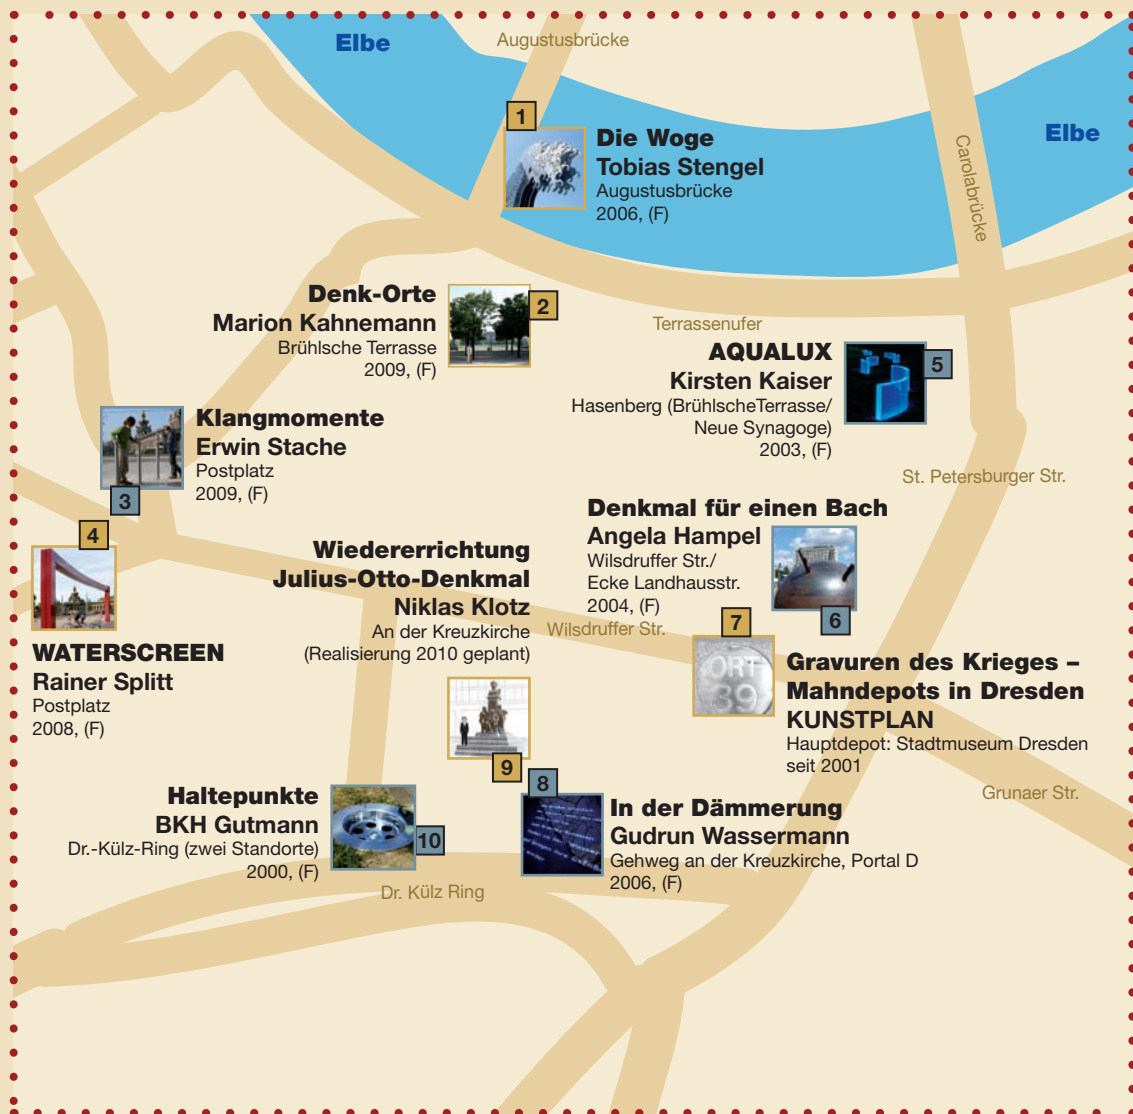 Elbe
Augustusbrücke
1
Die Woge
Tobias Stengel
Augustusbrücke
2006, (F)
Elbe
Carolabrücke
Denk-Orte
Marion Kahnemann
Brühlsche Terrasse
2009, (F)
2
Terrassenufer
AQUALUX
Kirsten Kaiser
Hasenberg (BrühlscheTerrasse/
Neue Synagoge)
2003, (F)
5
Klangmomente
Erwin Stache
Postplatz
2009, (F)
3
St. Petersburger Str.
4
WATERSCREEN
Rainer Splitt
Postplatz
2008, (F)
Wiedererrichtung
Julius-Otto-Denkmal
Niklas Klotz
An der Kreuzkirche
(Realisierung 2010 geplant)
9
Denkmal für einen Bach
Angela Hampel
Wilsdruffer Str./
Ecke Landhausstr.
2004, (F)
6
Wilsdruffer Str.
7
ORT
39
Gravuren des Krieges –
Mahndepots in Dresden
KUNSTPLAN
Hauptdepot: Stadtmuseum Dresden
seit 2001
Grunaer Str.
Haltepunkte
BKH Gutmann
Dr.-Külz-Ring (zwei Standorte)
2000, (F)
10
8
In der Dämmerung
Gudrun Wassermann
Gehweg an der Kreuzkirche, Portal D
2006, (F)
Dr. Külz Ring